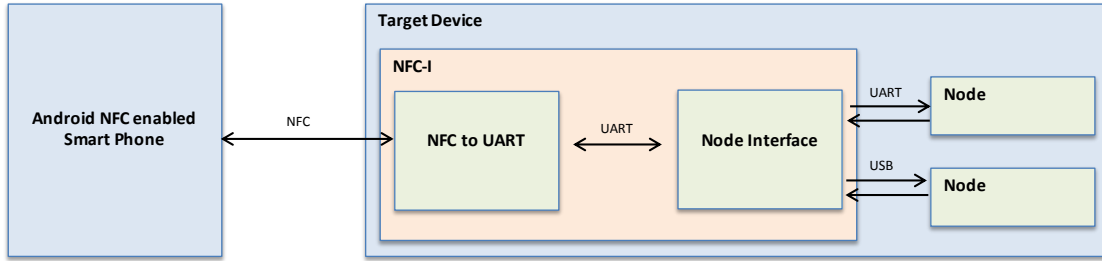 Target Device
NFC-I
Android NFC enabled
Smart Phone
NFC
NFC to UART
UART
Node Interface
UART
Node
USB
Node